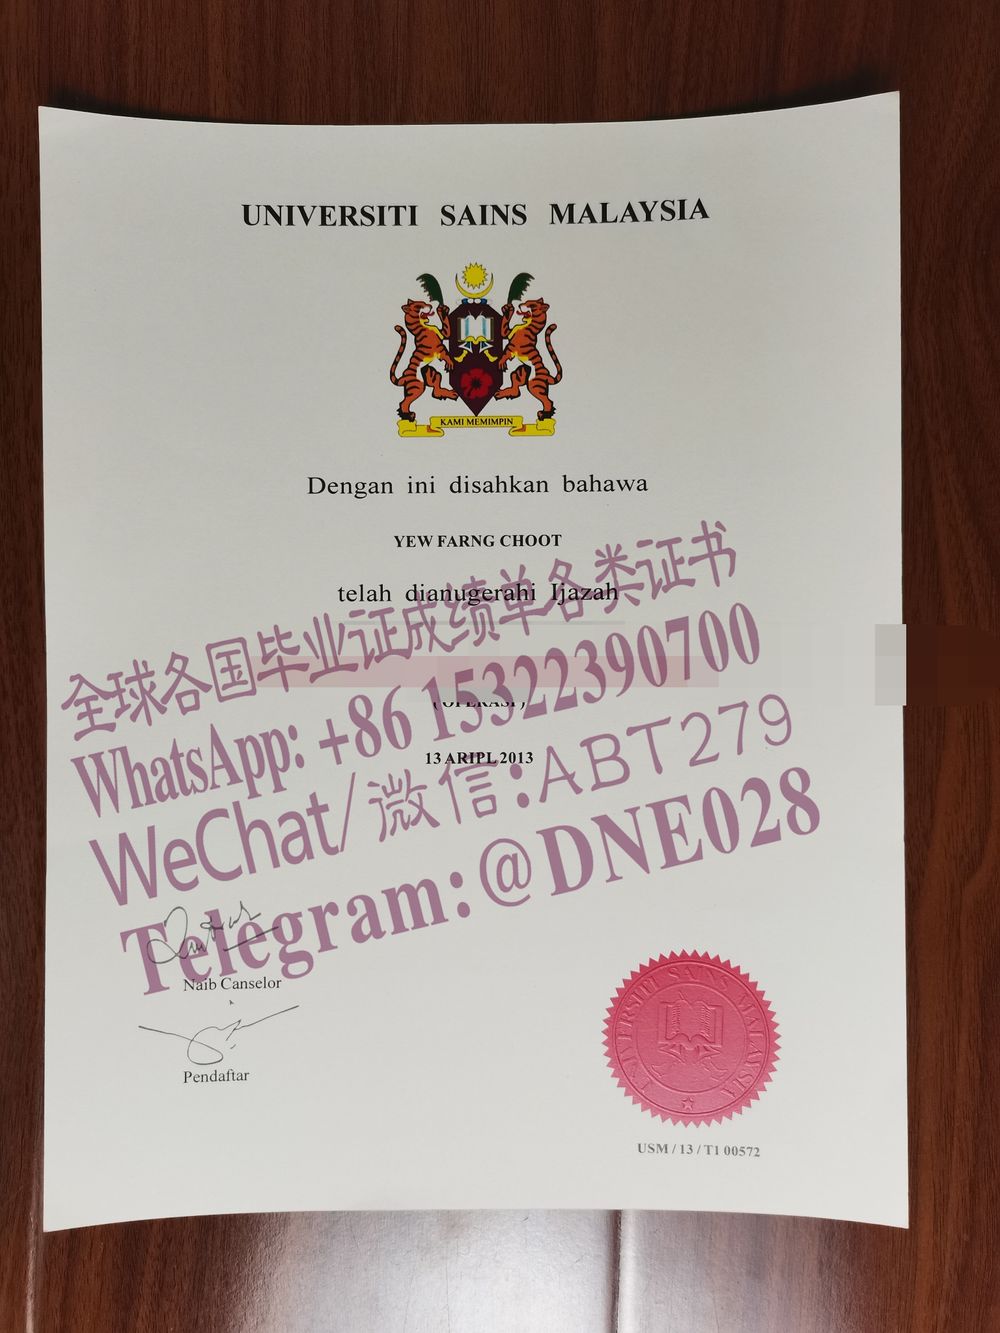 UNIVERSITI SAINS MALAYSIA
KAMI MEMIMPIN
Dengan ini disahkan bahawa
YEW FARNG CHOOT
telah dianugerahi Ijazah
全球各国毕业证成绩单各类证书
WhatsApp: +86 15322390700
( OPERASI )
13 ARIPL 2013
WeChat/微信:ABT279
Telegram:@DNE028
Naib Canselor
Pendaftar
UNIVERSITI SAINS MALAYSIA
USM / 13 / T1 00572